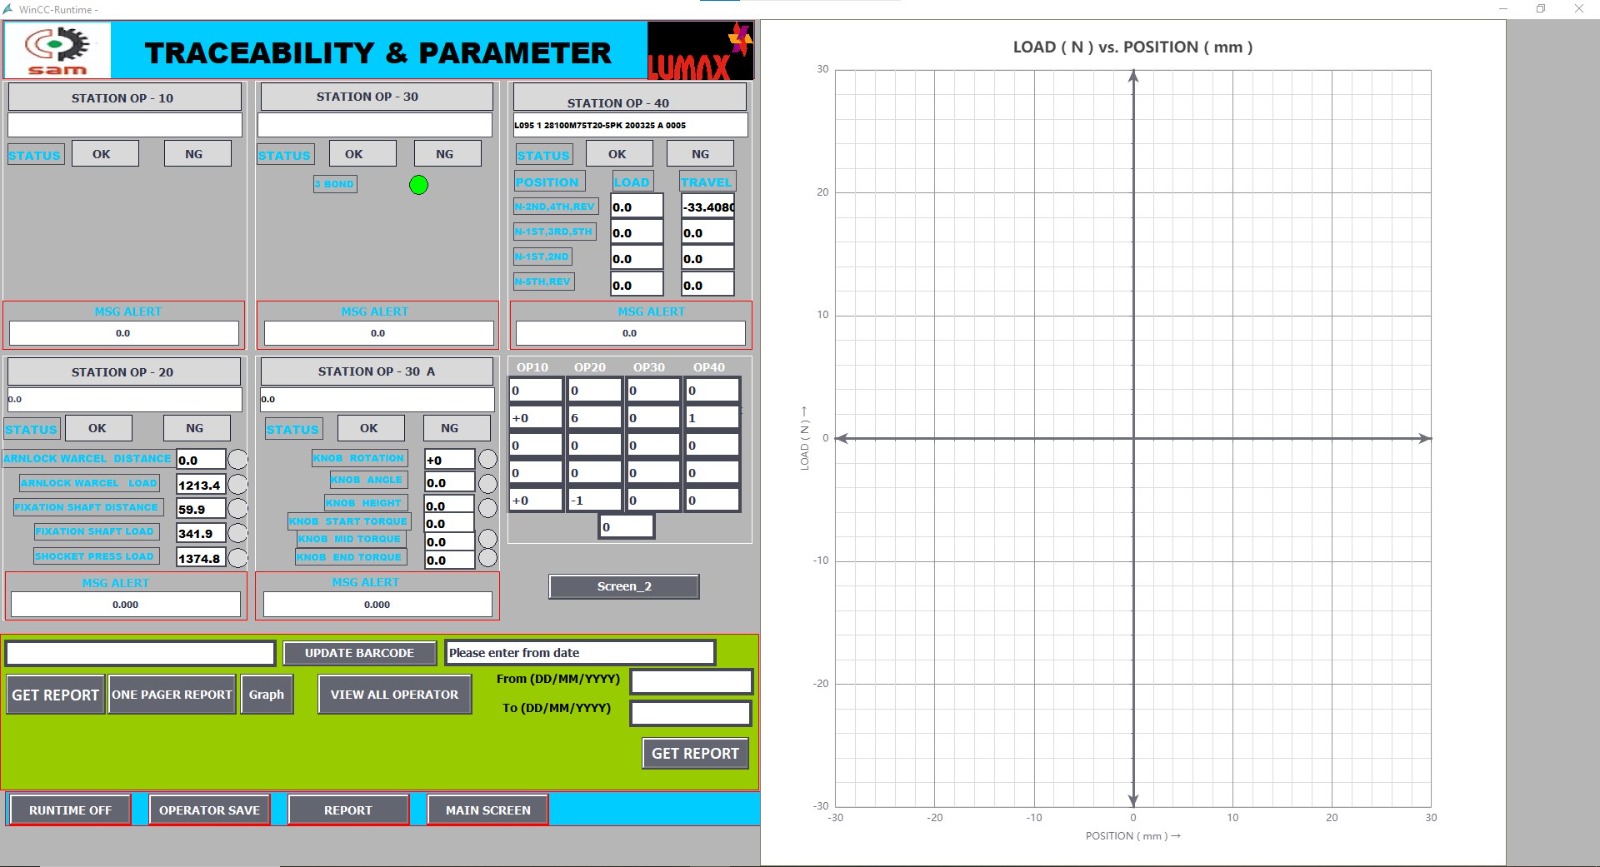 WinCC-Runtime -
sam
TRACEABILITY & PARAMETER
LUMAX
STATION OP - 10
STATUS
OK
NG
MSG ALERT
0.0
STATION OP - 30
STATUS
OK
NG
3 BOND
MSG ALERT
0.0
STATION OP - 40
L095 1 28100M75T20-5PK 200325 A 0005
STATUS
OK
NG
POSITION LOAD TRAVEL
N-2ND,4TH,REV 0.0 -33.4080
N-1ST,3RD,5TH 0.0 0.0
N-1ST,2ND 0.0 0.0
N-5TH,REV 0.0 0.0
MSG ALERT
0.0
STATION OP - 20
0.0
STATUS
OK
NG
ARNLOCK WARCEL DISTANCE 0.0
ARNLOCK WARCEL LOAD 1213.4
FIXATION SHAFT DISTANCE 59.9
FIXATION SHAFT LOAD 341.9
SHOCKET PRESS LOAD 1374.8
MSG ALERT
0.000
STATION OP - 30 A
0.0
STATUS
OK
NG
KNOB ROTATION +0
KNOB ANGLE 0.0
KNOB HEIGHT 0.0
KNOB START TORQUE 0.0
KNOB MID TORQUE 0.0
KNOB END TORQUE 0.0
MSG ALERT
0.000
OP10 OP20 OP30 OP40
0 0 0 0
+0 6 0 1
0 0 0 0
0 0 0 0
+0 -1 0 0
0
Screen_2
UPDATE BARCODE
Please enter from date
GET REPORT
ONE PAGER REPORT
Graph
VIEW ALL OPERATOR
From (DD/MM/YYYY)
To (DD/MM/YYYY)
GET REPORT
RUNTIME OFF
OPERATOR SAVE
REPORT
MAIN SCREEN
LOAD ( N ) vs. POSITION ( mm )
30
20
10
0
-10
-20
-30
LOAD ( N ) →
-30 -20 -10 0 10 20 30
POSITION ( mm ) →